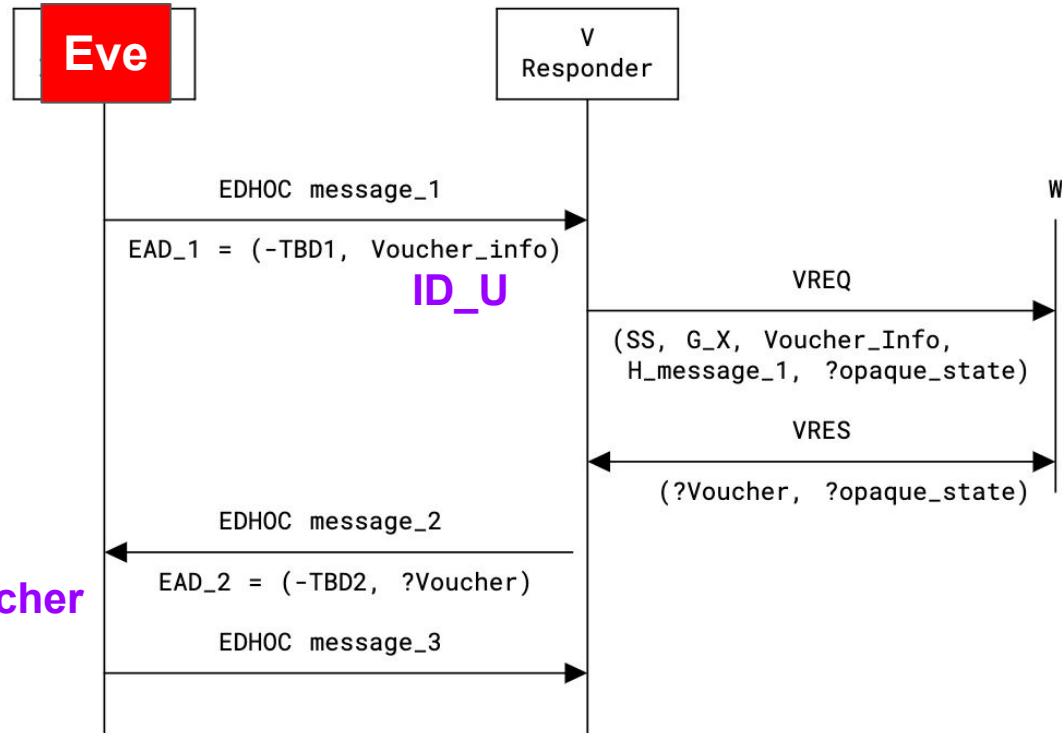 Eve
V
Responder
EDHOC message_1
W
EAD_1 = (-TBD1, Voucher_info)
ID_U
VREQ
(SS, G_X, Voucher_Info,
H_message_1, ?opaque_state)
VRES
(?Voucher, ?opaque_state)
EDHOC message_2
EAD_2 = (-TBD2, ?Voucher)
cher
EDHOC message_3